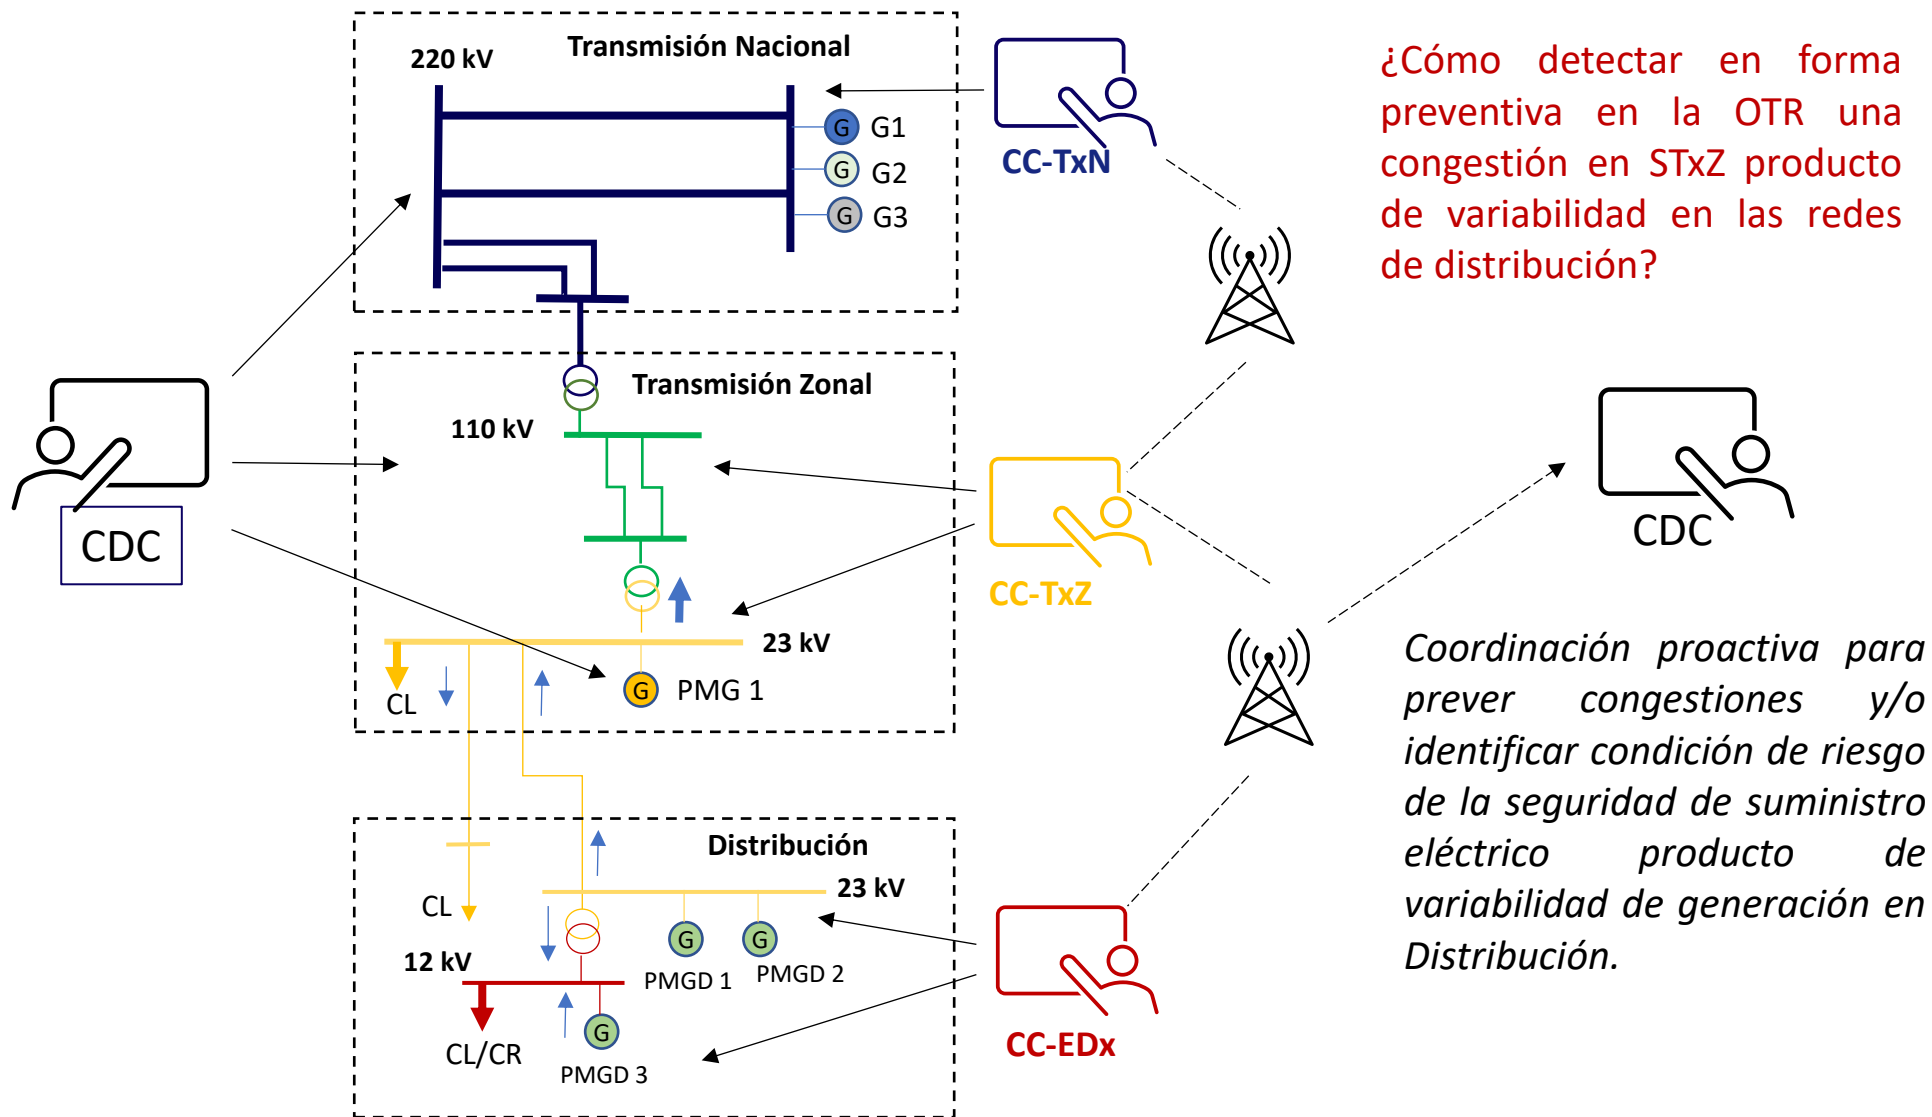 Transmisión Nacional
220 kV
G G1
G G2
G G3
CC-TxN
¿Cómo detectar en forma
preventiva en la OTR una
congestión en STxZ producto
de variabilidad en las redes
de distribución?
Transmisión Zonal
110 kV
CDC
CC-TxZ
CDC
23 kV
CL
G PMG 1
Coordinación proactiva para
prever congestiones y/o
identificar condición de riesgo
de la seguridad de suministro
eléctrico producto de
variabilidad de generación en
Distribución.
Distribución
23 kV
CL
G
G
PMGD 1
PMGD 2
12 kV
G
CL/CR
PMGD 3
CC-EDx